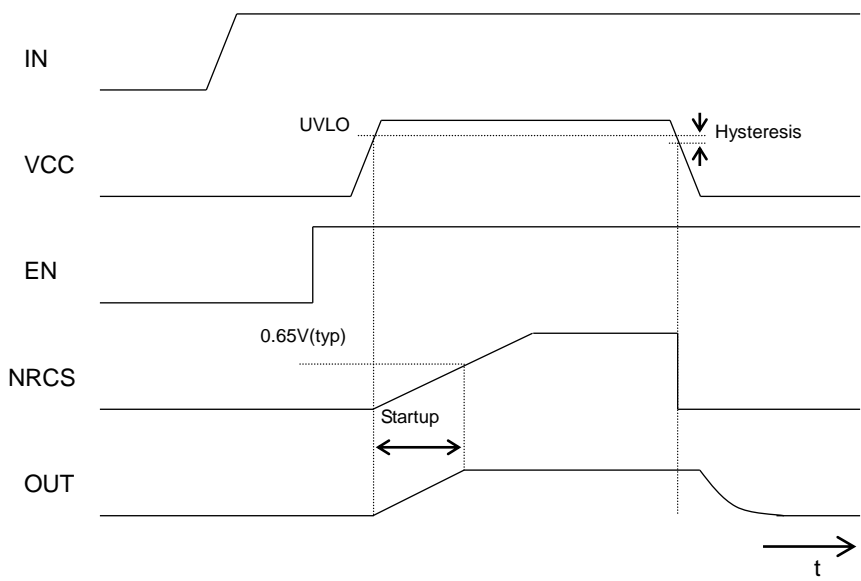 IN
UVLO
Hysteresis
VCC
EN
0.65V(typ)
NRCS
Startup
OUT
t